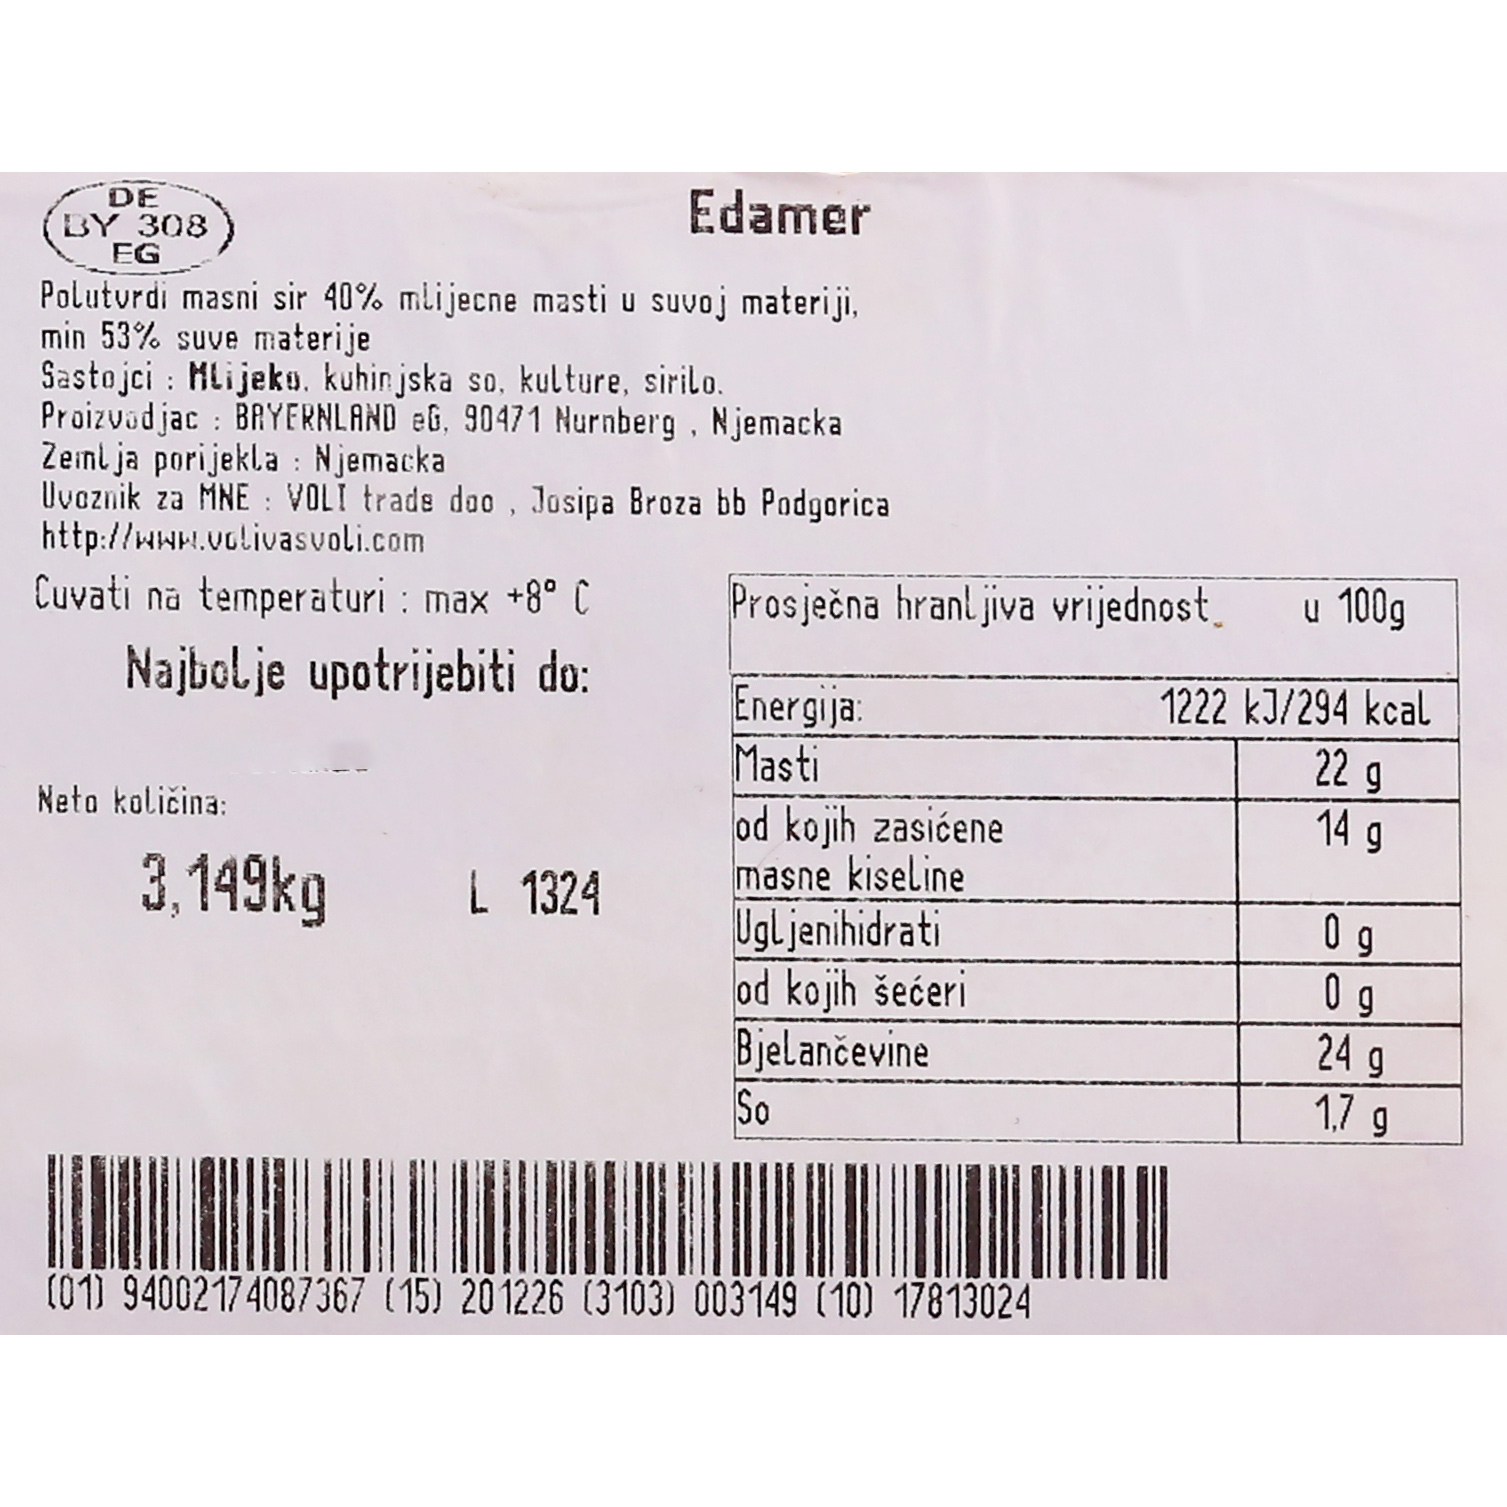 DE
BY 308
EG
Edamer
Polutvrdi masni sir 40% mlijecne masti u suvoj materiji,
min 53% suve materije
Sastojci : Mlijeko, kuhinjska so, kulture, sirilo.
Proizvodjac : BAYERNLAND eG, 90471 Nurnberg , Njemacka
Zemlja porijekla : Njemacka
Uvoznik za MNE : VOLI trade doo , Josipa Broza bb Podgorica
http://www.volivasvoli.com
Cuvati na temperaturi : max +8° C
Najbolje upotrijebiti do:
Neto količina:
3,149kg L 1324
Prosječna hranljiva vrijednost u 100g
Energija: 1222 kJ/294 kcal
Masti 22 g
od kojih zasićene 14 g
masne kiseline
Ugljenihidrati 0 g
od kojih šećeri 0 g
Bjelančevine 24 g
So 1,7 g
(01) 94002174087367 (15) 201226 (3103) 003149 (10) 17813024